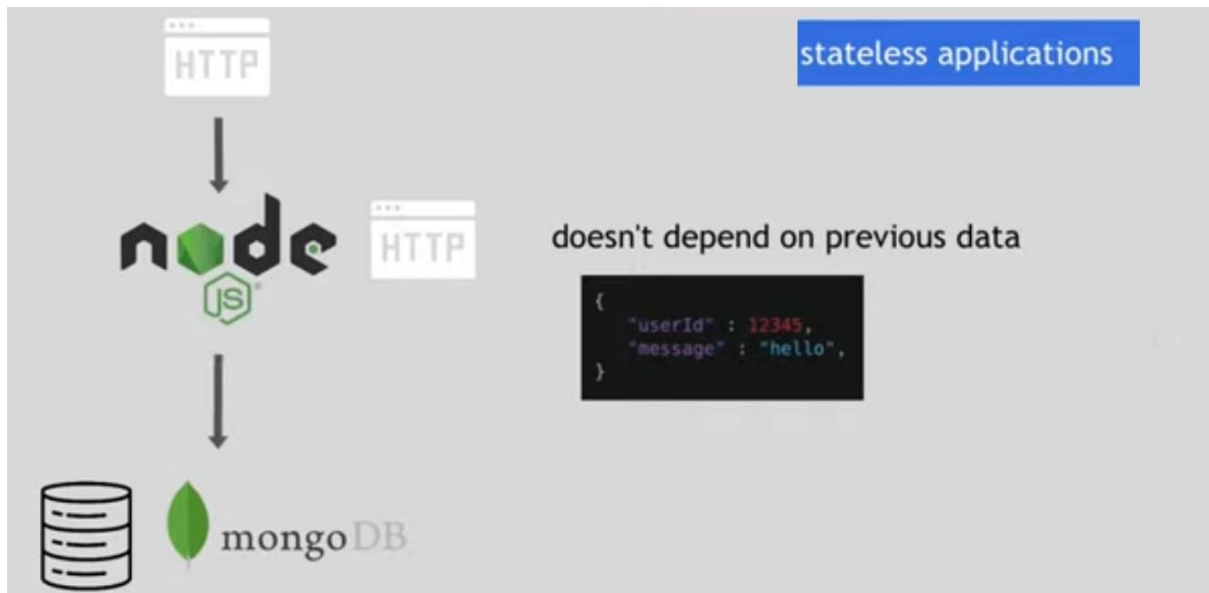 HTTP
stateless applications
node
JS
HTTP
doesn't depend on previous data
{
"userId" : 12345,
"message" : "hello",
}
mongoDB